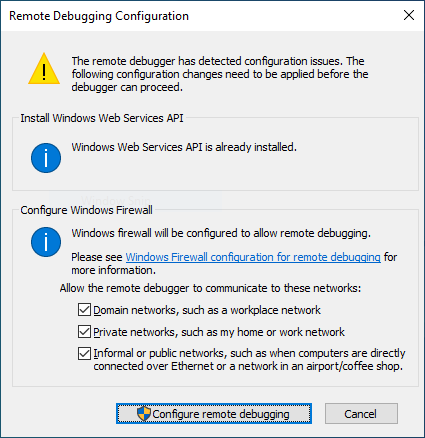 Remote Debugging Configuration
The remote debugger has detected configuration issues. The
following configuration changes need to be applied before the
debugger can proceed.
Install Windows Web Services API
Windows Web Services API is already installed.
Configure Windows Firewall
Windows firewall will be configured to allow remote debugging.
Please see Windows Firewall configuration for remote debugging for
more information.
Allow the remote debugger to communicate to these networks:
Domain networks, such as a workplace network
Private networks, such as my home or work network
Informal or public networks, such as when computers are directly
connected over Ethernet or a network in an airport/coffee shop.
Configure remote debugging
Cancel